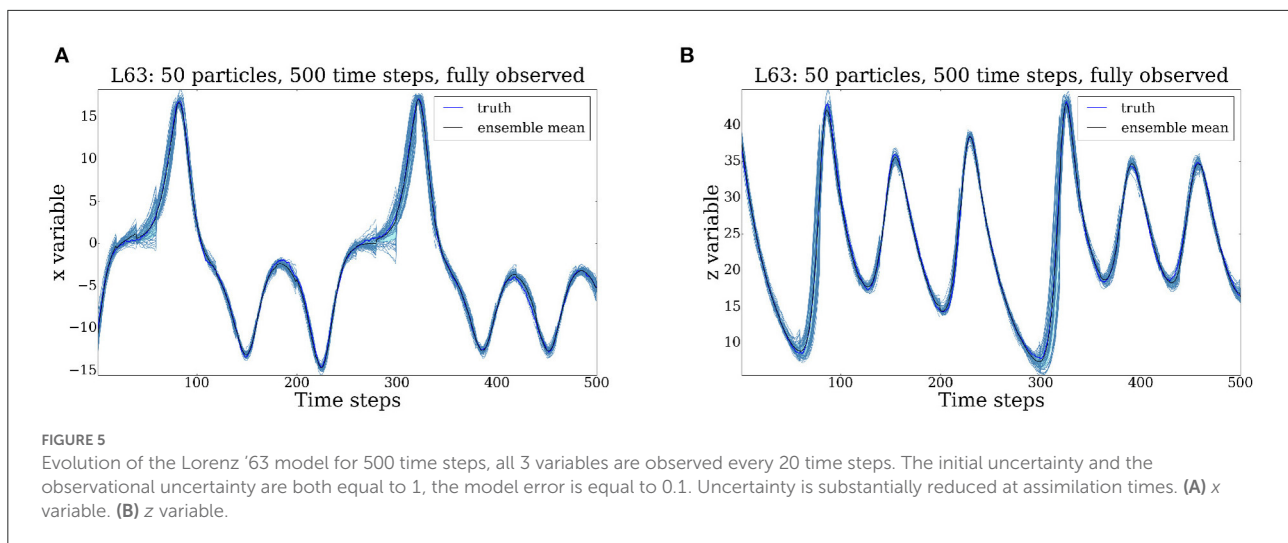 A
L63: 50 particles, 500 time steps, fully observed
truth
ensemble mean
x variable
15
10
5
0
−5
−10
−15
100 200 300 400 500
Time steps
B
L63: 50 particles, 500 time steps, fully observed
truth
ensemble mean
z variable
40
35
30
25
20
15
10
100 200 300 400 500
Time steps
FIGURE 5
Evolution of the Lorenz ’63 model for 500 time steps, all 3 variables are observed every 20 time steps. The initial uncertainty and the
observational uncertainty are both equal to 1, the model error is equal to 0.1. Uncertainty is substantially reduced at assimilation times. (A) x
variable. (B) z variable.